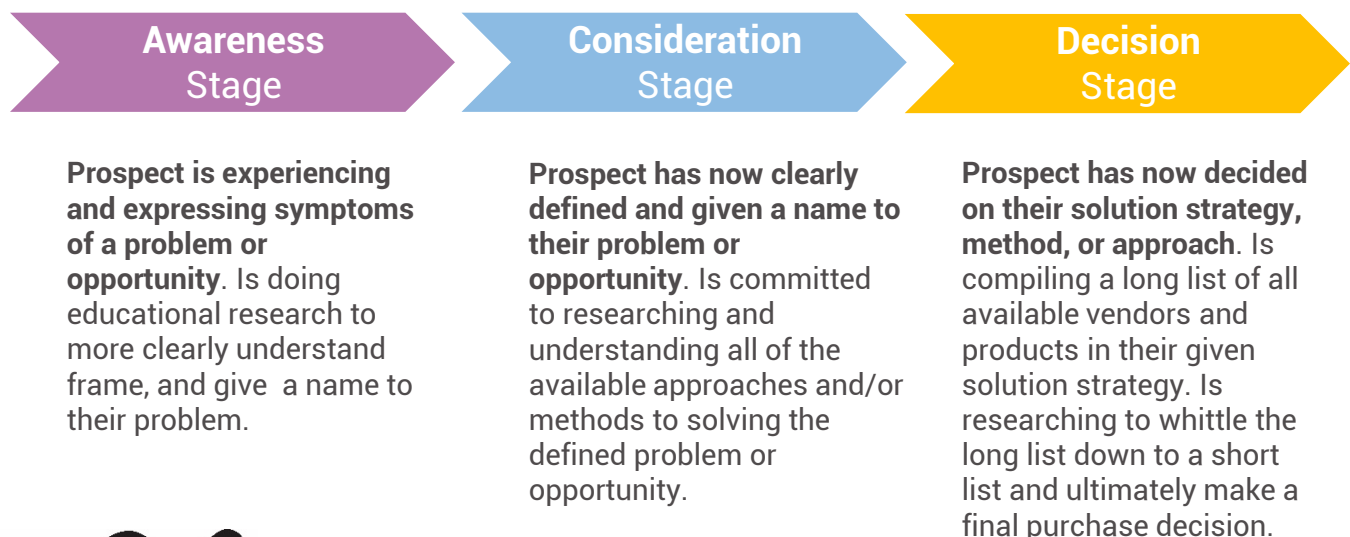 Awareness
Stage
Consideration
Stage
Decision
Stage
Prospect is experiencing
and expressing symptoms
of a problem or
opportunity. Is doing
educational research to
more clearly understand
frame, and give  a name to
their problem.
Prospect has now clearly
defined and given a name to
their problem or
opportunity. Is committed
to researching and
understanding all of the
available approaches and/or
methods to solving the
defined problem or
opportunity.
Prospect has now decided
on their solution strategy,
method, or approach. Is
compiling a long list of all
available vendors and
products in their given
solution strategy. Is
researching to whittle the
long list down to a short
list and ultimately make a
final purchase decision.